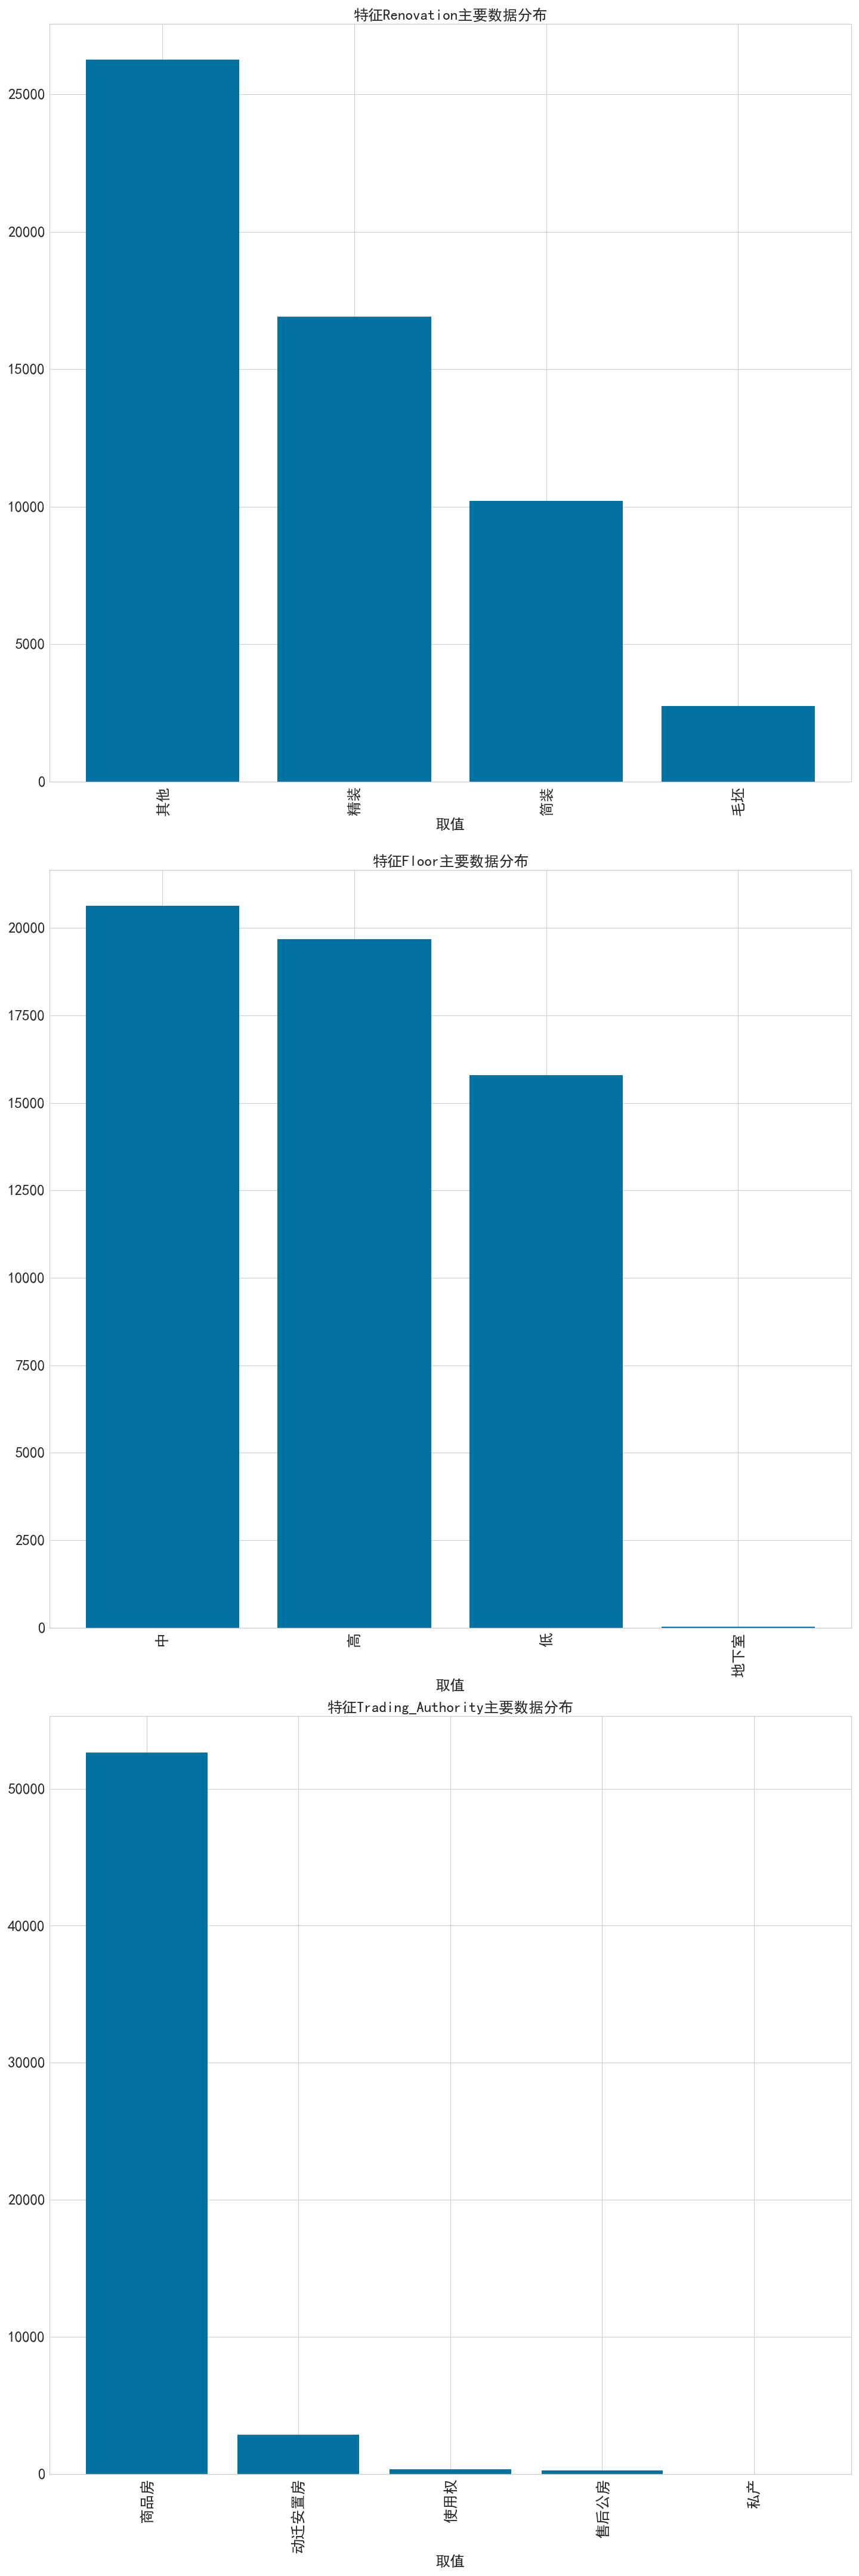 特征Renovation主要数据分布
25000
20000
15000
10000
5000
0
其他
精装
简装
毛坯
取值
特征Floor主要数据分布
20000
17500
15000
12500
10000
7500
5000
2500
0
中
高
低
地下室
取值
特征Trading_Authority主要数据分布
50000
40000
30000
20000
10000
0
商品房
动迁安置房
使用权
售后公房
私产
取值